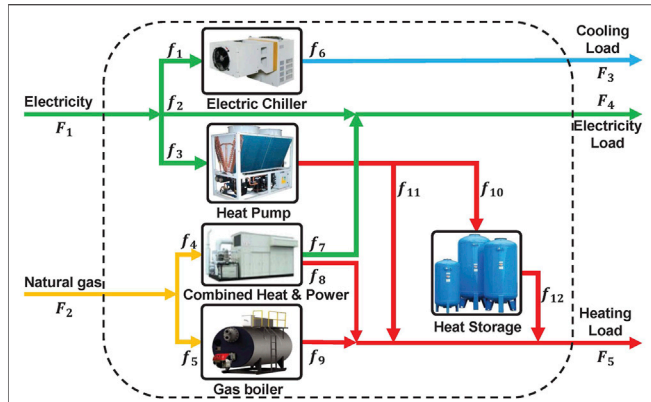 Cooling
Load
f1
f6
F3
Electric Chiller
Electricity
f2
F4
F1
Electricity
Load
f3
f11
f10
Heat Pump
f4
f7
Natural gas
f8
Combined Heat & Power
F2
f12
Heating
Load
Heat Storage
f5
f9
F5
Gas boiler